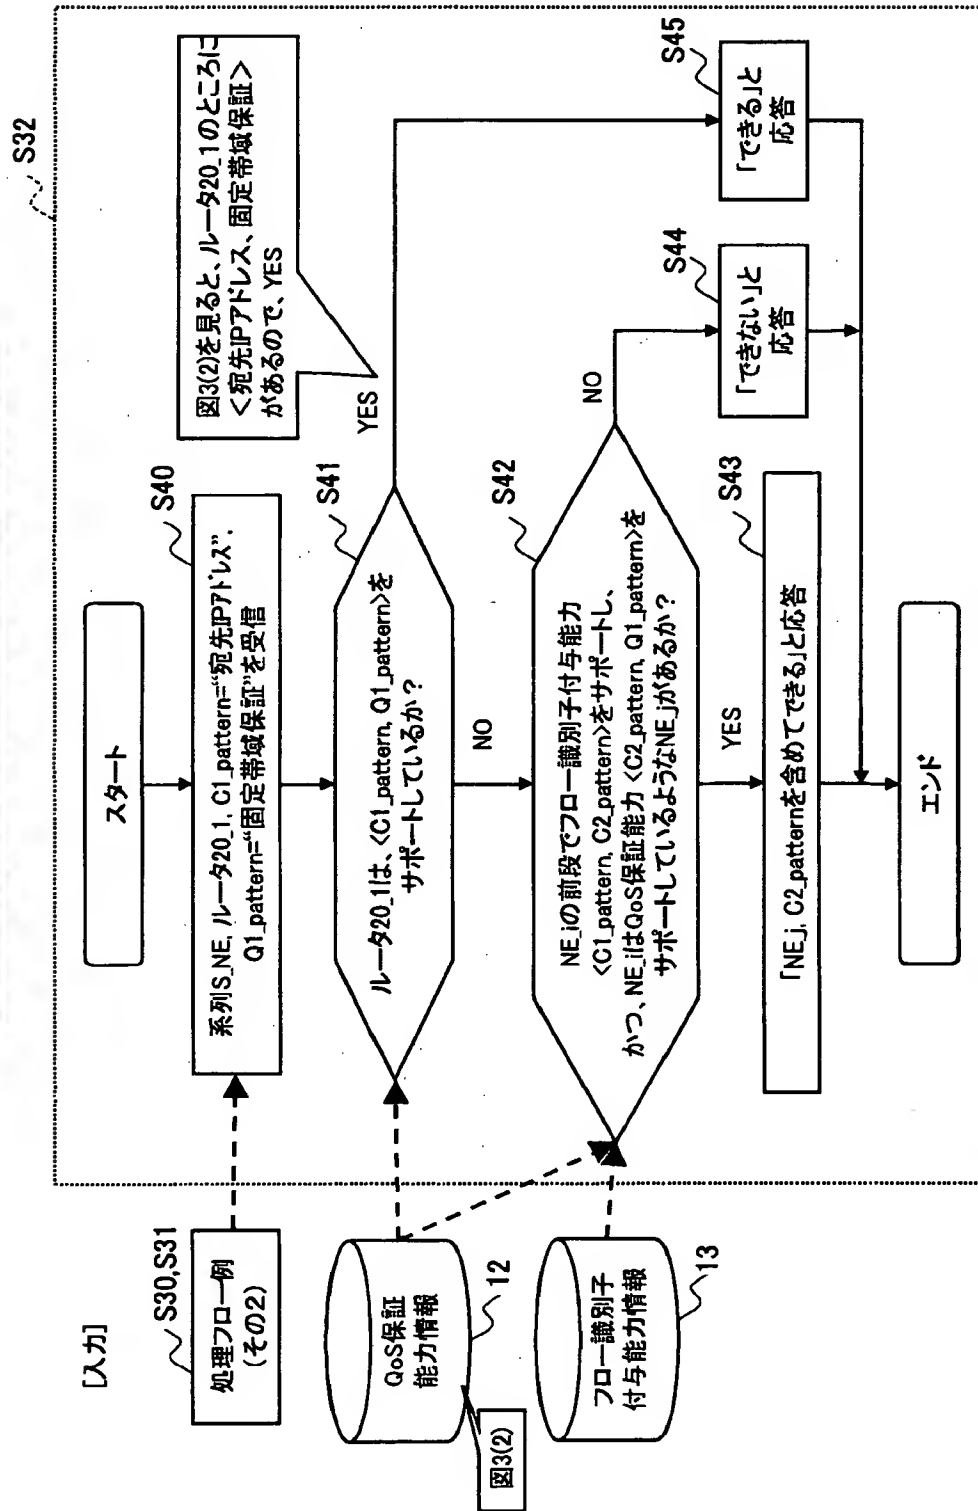 S32
[入力]
S30,S31
処理フロー例
(その2)
QoS保証
能力情報
12
図3(2)
フロー識別子
付与能力情報
13
スタート
S40
系列S_NE, ルータ20_1, C1_pattern=“宛先IPアドレス”,
Q1_pattern=“固定帯域保証”を受信
S41
ルータ20_1は、<C1_pattern, Q1_pattern>を
サポートしているか?
YES
図3(2)を見ると、ルータ20_1のところに
<宛先IPアドレス、固定帯域保証>
があるので、YES
NO
S42
NE_iの前段でフロー識別子付与能力
<C1_pattern, C2_pattern>をサポートし、
かつ、NE_iはQoS保証能力 <C2_pattern, Q1_pattern>を
サポートしているようなNE_jがあるか?
NO
YES
S43
「NE_j, C2_patternを含めてできる」と応答
S44
「できない」と
応答
S45
「できる」と
応答
エンド